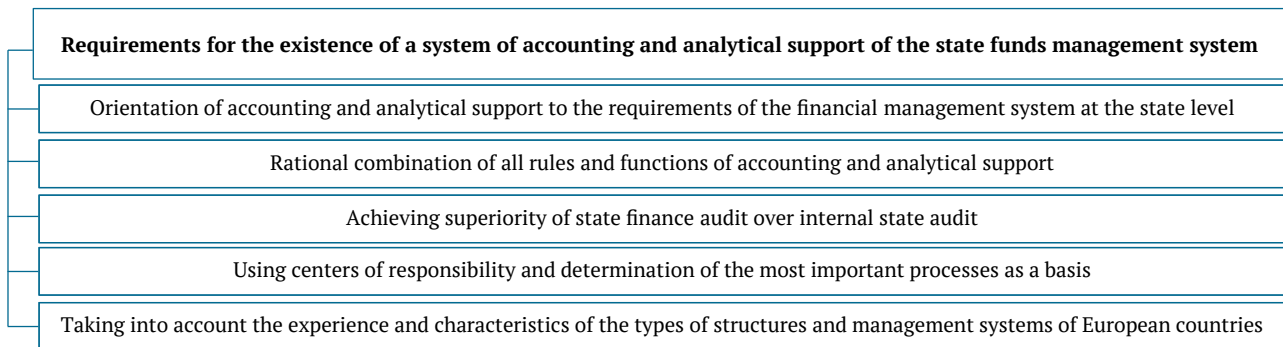 Requirements for the existence of a system of accounting and analytical support of the state funds management system
Orientation of accounting and analytical support to the requirements of the financial management system at the state level
Rational combination of all rules and functions of accounting and analytical support
Achieving superiority of state finance audit over internal state audit
Using centers of responsibility and determination of the most important processes as a basis
Taking into account the experience and characteristics of the types of structures and management systems of European countries